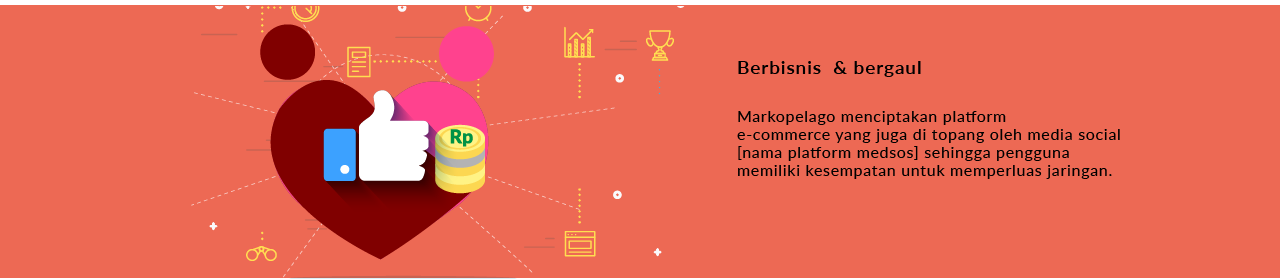 Berbisnis  & bergaul
Markopelago menciptakan platform
e-commerce yang juga di topang oleh media social
[nama platform medsos] sehingga pengguna
memiliki kesempatan untuk memperluas jaringan.
Rp